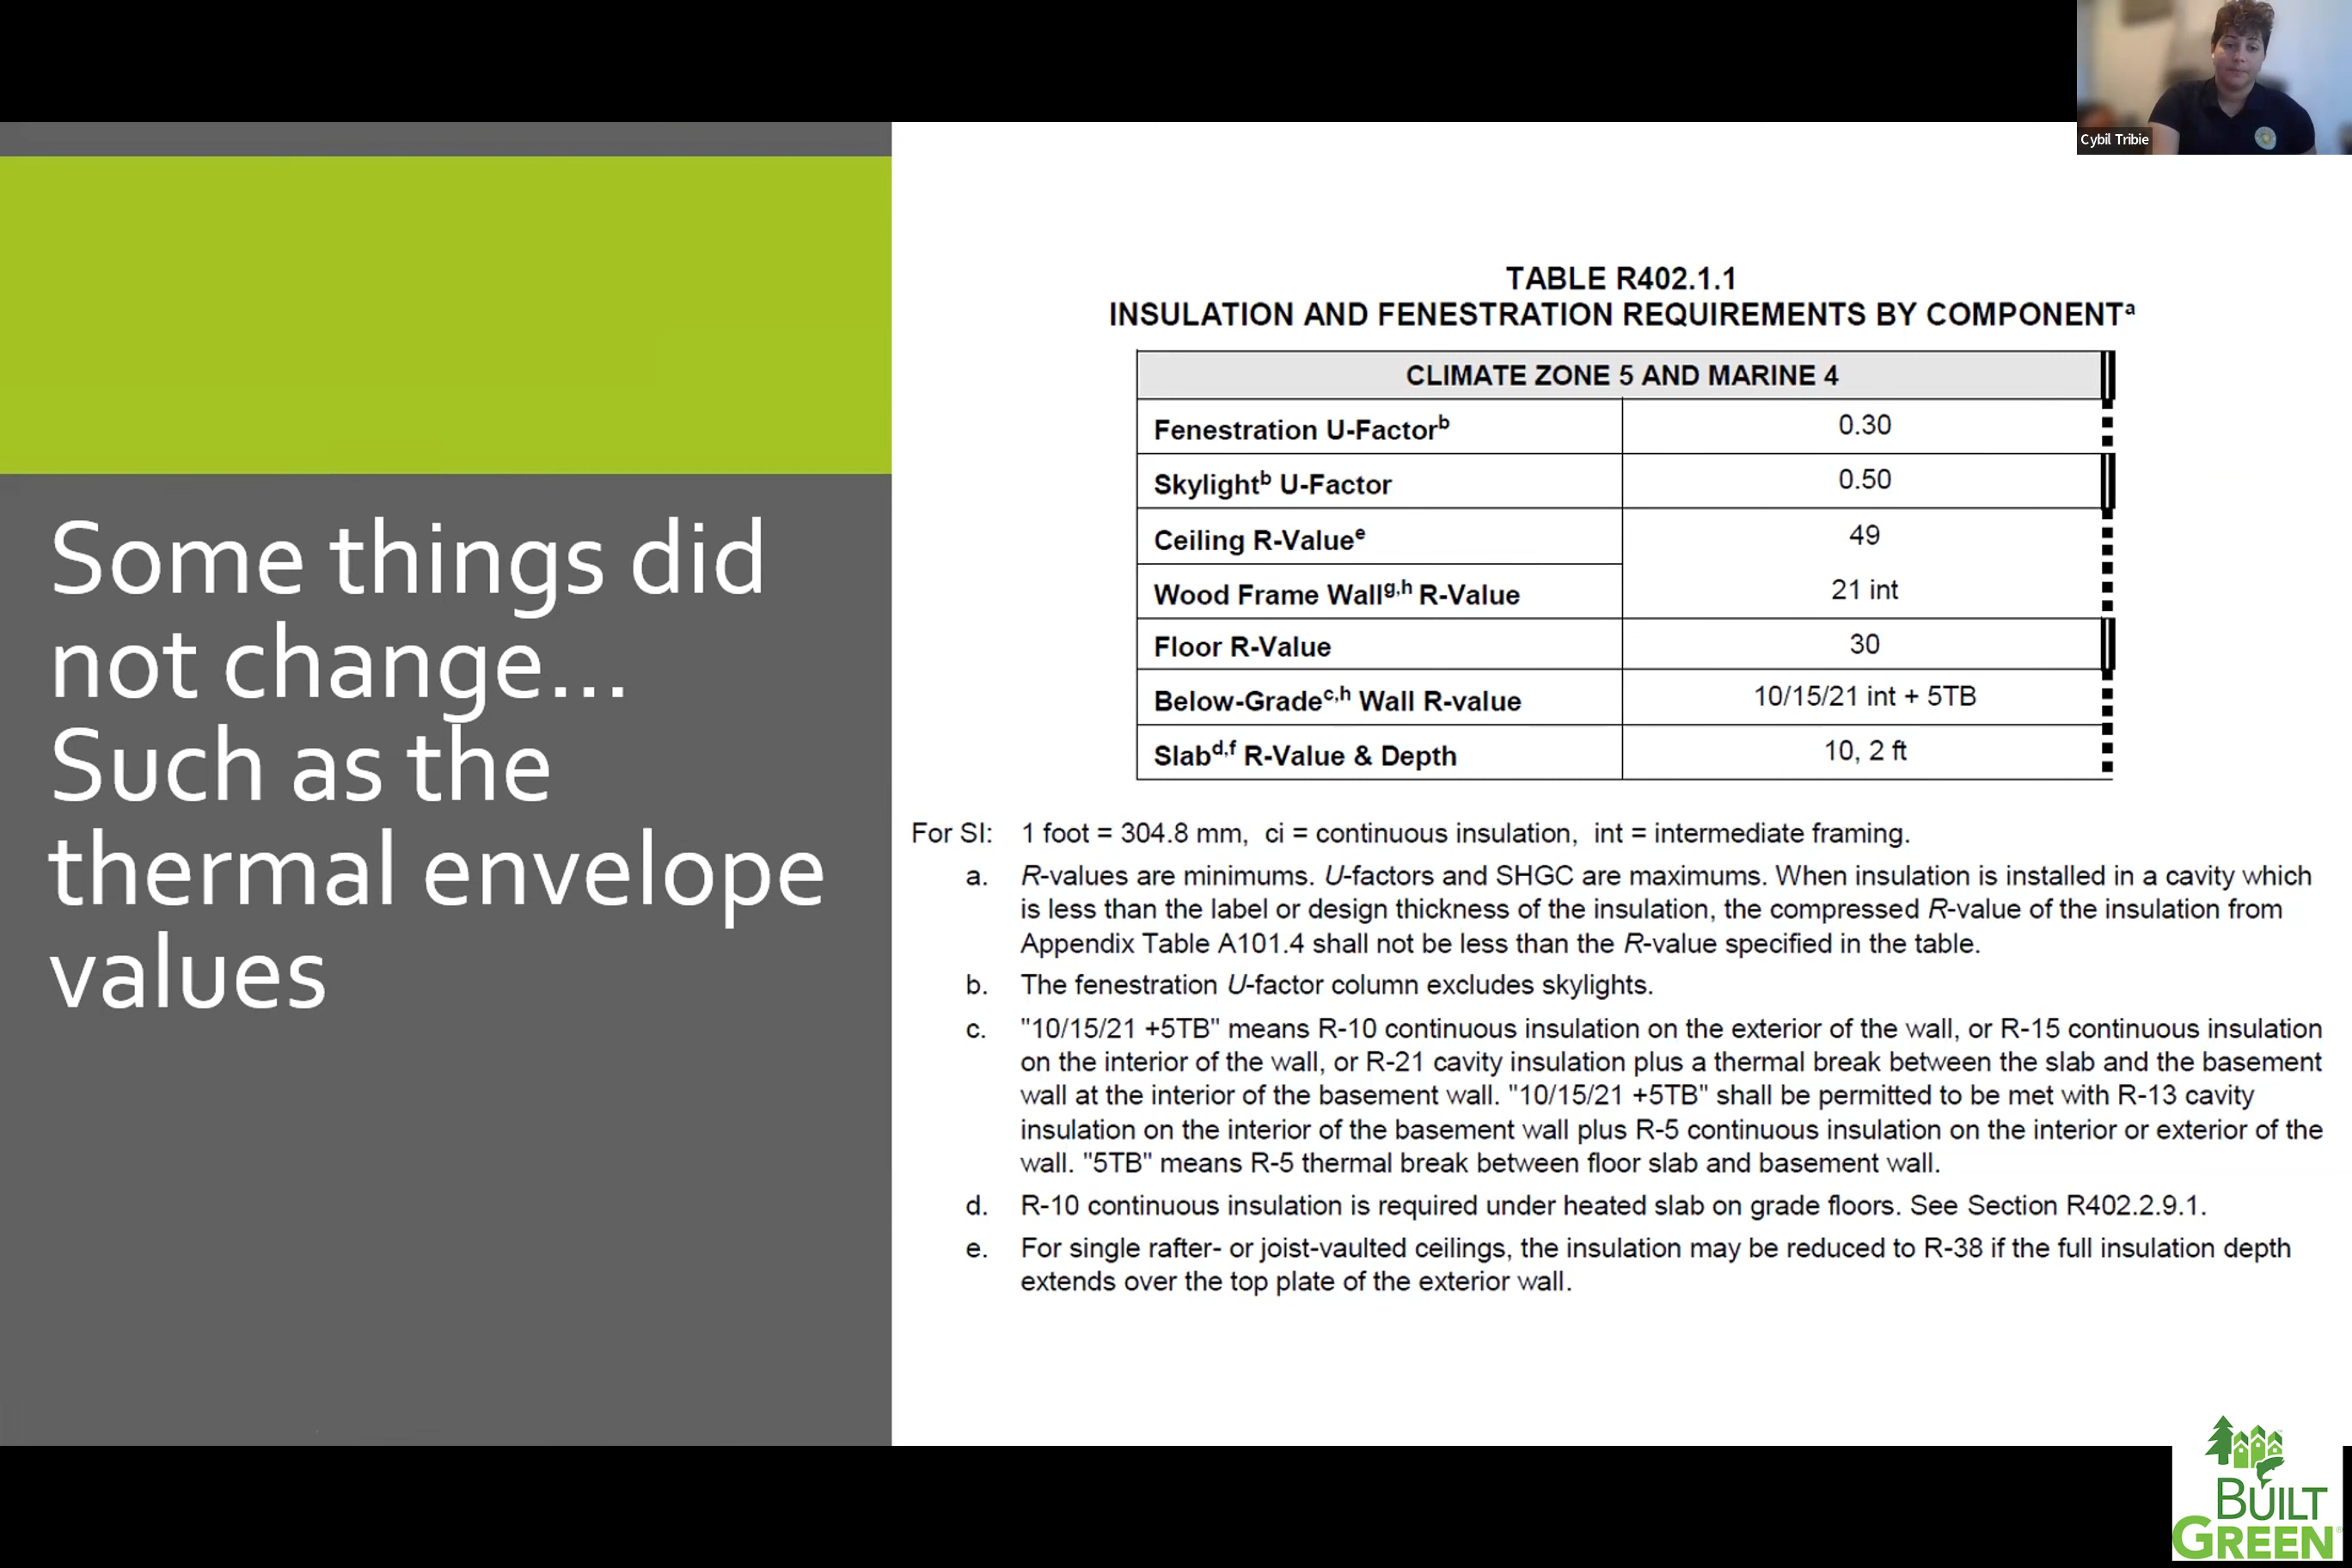 Cybil Tribie
Some things did
not change...
Such as the
thermal envelope
values
TABLE R402.1.1
INSULATION AND FENESTRATION REQUIREMENTS BY COMPONENTᵃ
CLIMATE ZONE 5 AND MARINE 4
Fenestration U-Factorᵇ 0.30
Skylightᵇ U-Factor 0.50
Ceiling R-Valueᵉ 49
Wood Frame Wallᵍ,ʰ R-Value 21 int
Floor R-Value 30
Below-Gradeᶜ,ʰ Wall R-value 10/15/21 int + 5TB
Slabᵈ,ᶠ R-Value & Depth 10, 2 ft
For SI: 1 foot = 304.8 mm, ci = continuous insulation, int = intermediate framing.
a. R-values are minimums. U-factors and SHGC are maximums. When insulation is installed in a cavity which
is less than the label or design thickness of the insulation, the compressed R-value of the insulation from
Appendix Table A101.4 shall not be less than the R-value specified in the table.
b. The fenestration U-factor column excludes skylights.
c. "10/15/21 +5TB" means R-10 continuous insulation on the exterior of the wall, or R-15 continuous insulation
on the interior of the wall, or R-21 cavity insulation plus a thermal break between the slab and the basement
wall at the interior of the basement wall. "10/15/21 +5TB" shall be permitted to be met with R-13 cavity
insulation on the interior of the basement wall plus R-5 continuous insulation on the interior or exterior of the
wall. "5TB" means R-5 thermal break between floor slab and basement wall.
d. R-10 continuous insulation is required under heated slab on grade floors. See Section R402.2.9.1.
e. For single rafter- or joist-vaulted ceilings, the insulation may be reduced to R-38 if the full insulation depth
extends over the top plate of the exterior wall.
BUILT
GREEN®